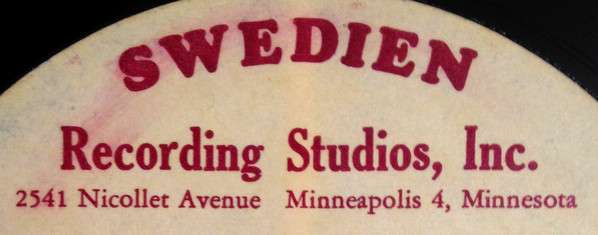 SWEDIEN
Recording Studios, Inc.
2541 Nicollet Avenue Minneapolis 4, Minnesota